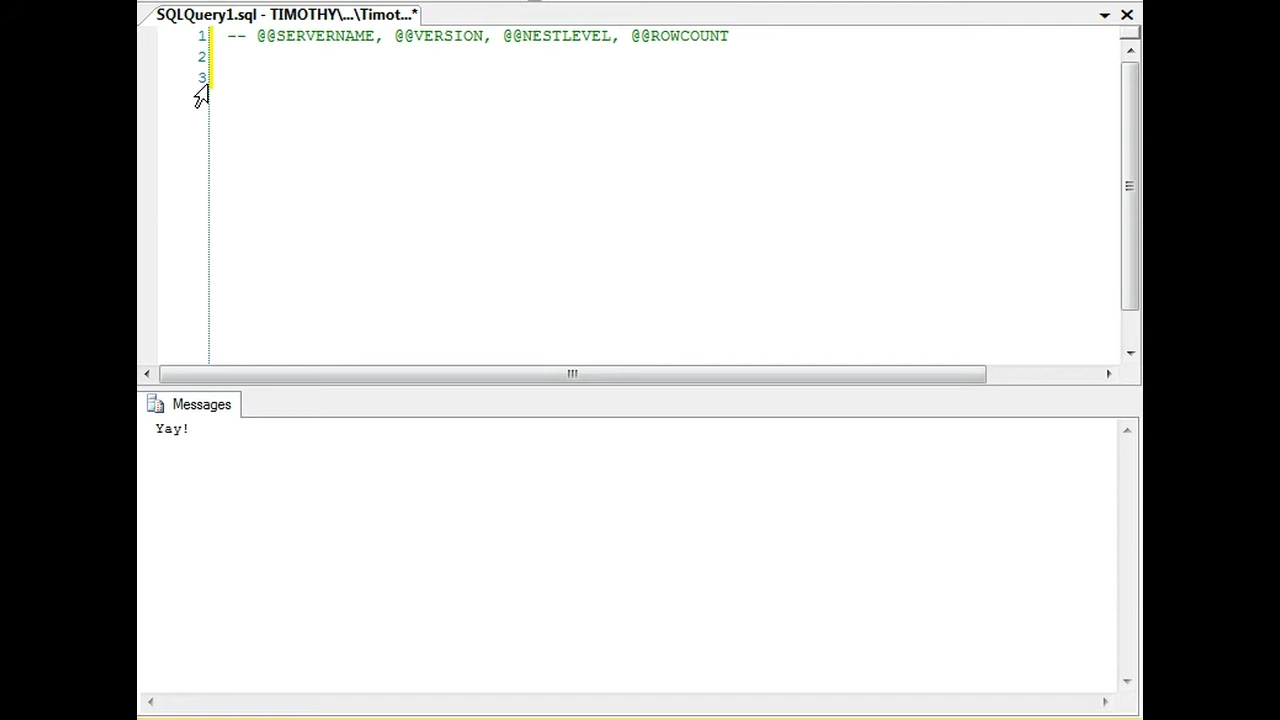 SQLQuery1.sql - TIMOTHY\...\Timot...*
1 -- @@SERVERNAME, @@VERSION, @@NESTLEVEL, @@ROWCOUNT
2
3
Messages
Yay!